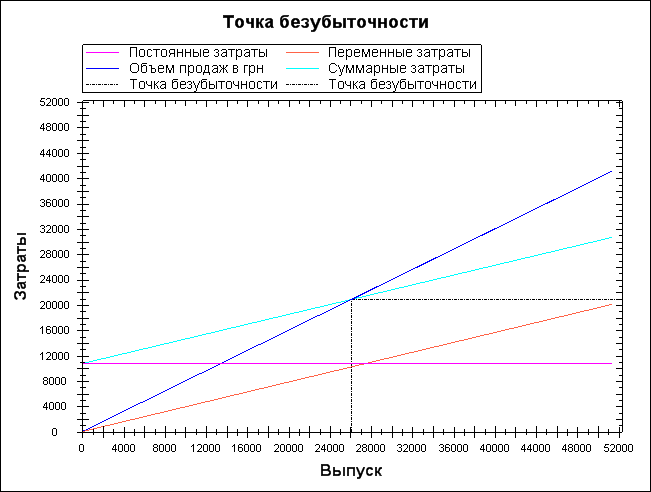 Точка безубыточности
Постоянные затраты Переменные затраты
Объем продаж в грн Суммарные затраты
Точка безубыточности Точка безубыточности
52000
48000
44000
40000
36000
32000
28000
24000
20000
16000
12000
8000
4000
0
Затраты
0 4000 8000 12000 16000 20000 24000 28000 32000 36000 40000 44000 48000 52000
Выпуск